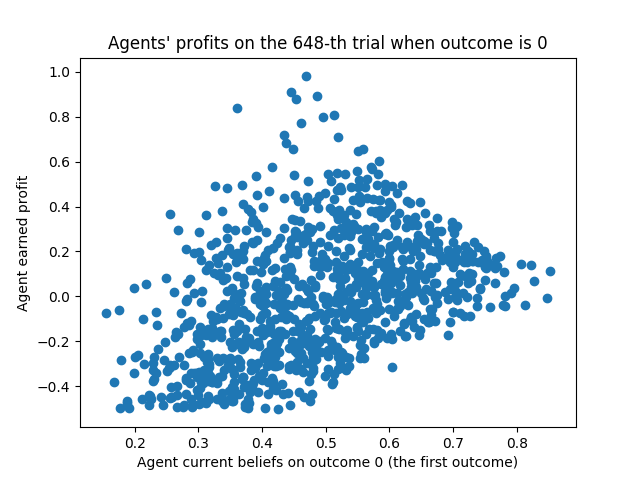 Agents' profits on the 648-th trial when outcome is 0
1.0
0.8
0.6
0.4
0.2
0.0
−0.2
−0.4
Agent earned profit
0.2 0.3 0.4 0.5 0.6 0.7 0.8
Agent current beliefs on outcome 0 (the first outcome)